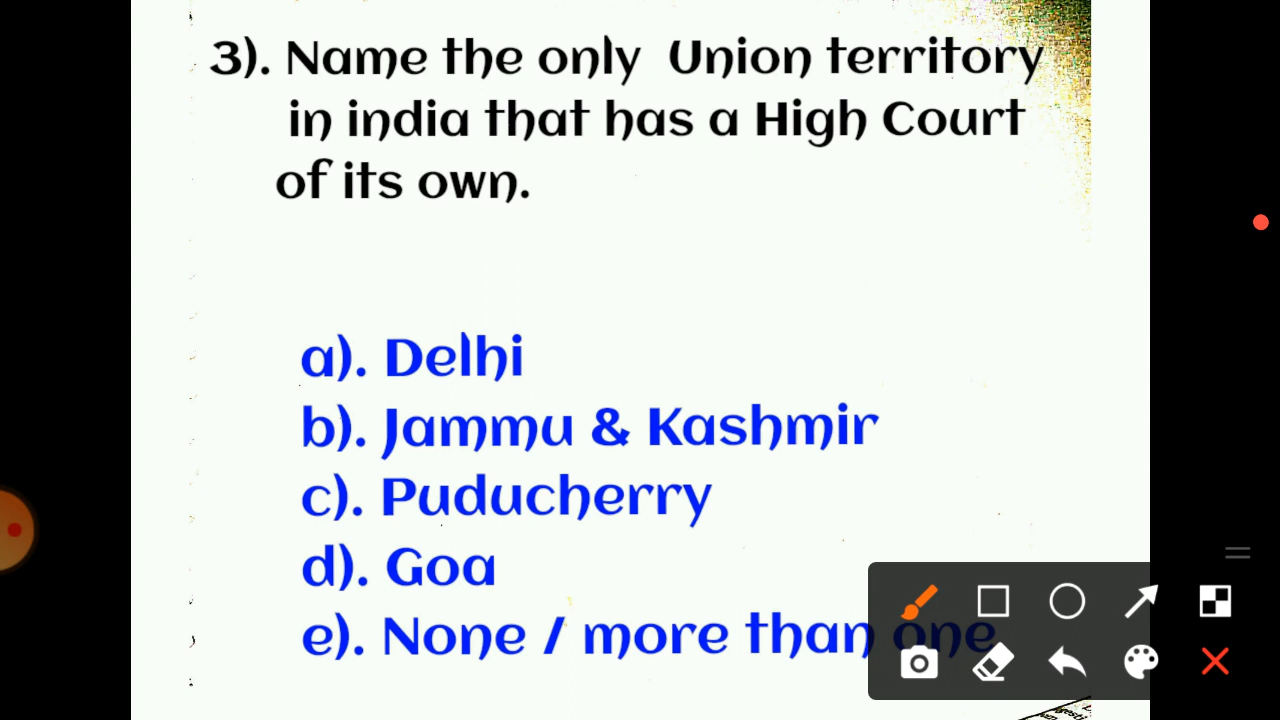 3). Name the only Union territory
in india that has a High Court
of its own.
a). Delhi
b). Jammu & Kashmir
c). Puducherry
d). Goa
e). None / more than one